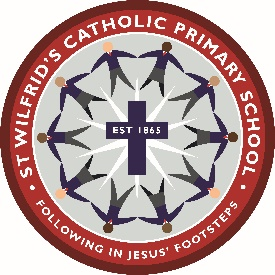 ST WILFRID'S CATHOLIC PRIMARY SCHOOL
EST 1865
FOLLOWING IN JESUS' FOOTSTEPS